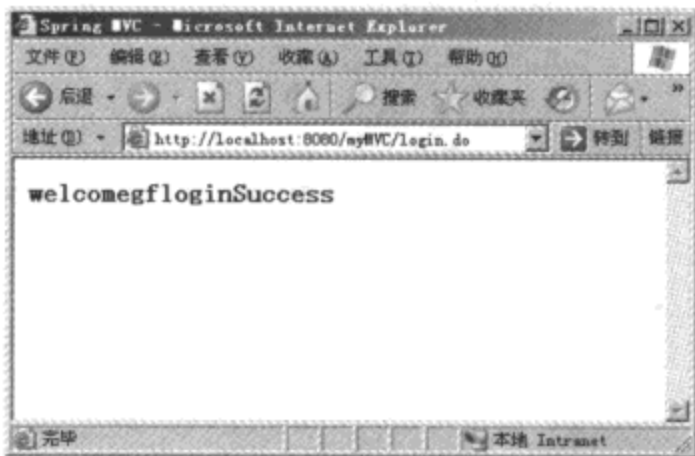 Spring MVC - Microsoft Internet Explorer
文件(F) 编辑(E) 查看(V) 收藏(A) 工具(T) 帮助(H)
后退 搜索 收藏夹 »
地址(D) http://localhost:8080/myMVC/login.do 转到 链接
welcomegfloginSuccess
完毕 本地 Intranet